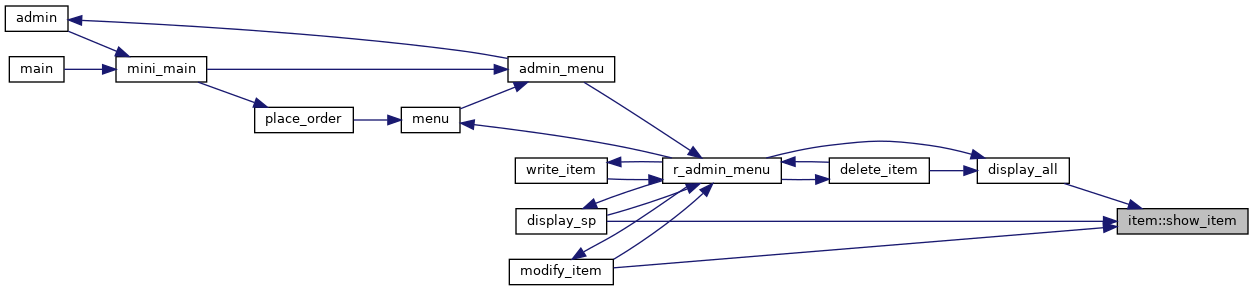 admin
main
mini_main
admin_menu
place_order
menu
write_item
r_admin_menu
delete_item
display_all
display_sp
item::show_item
modify_item